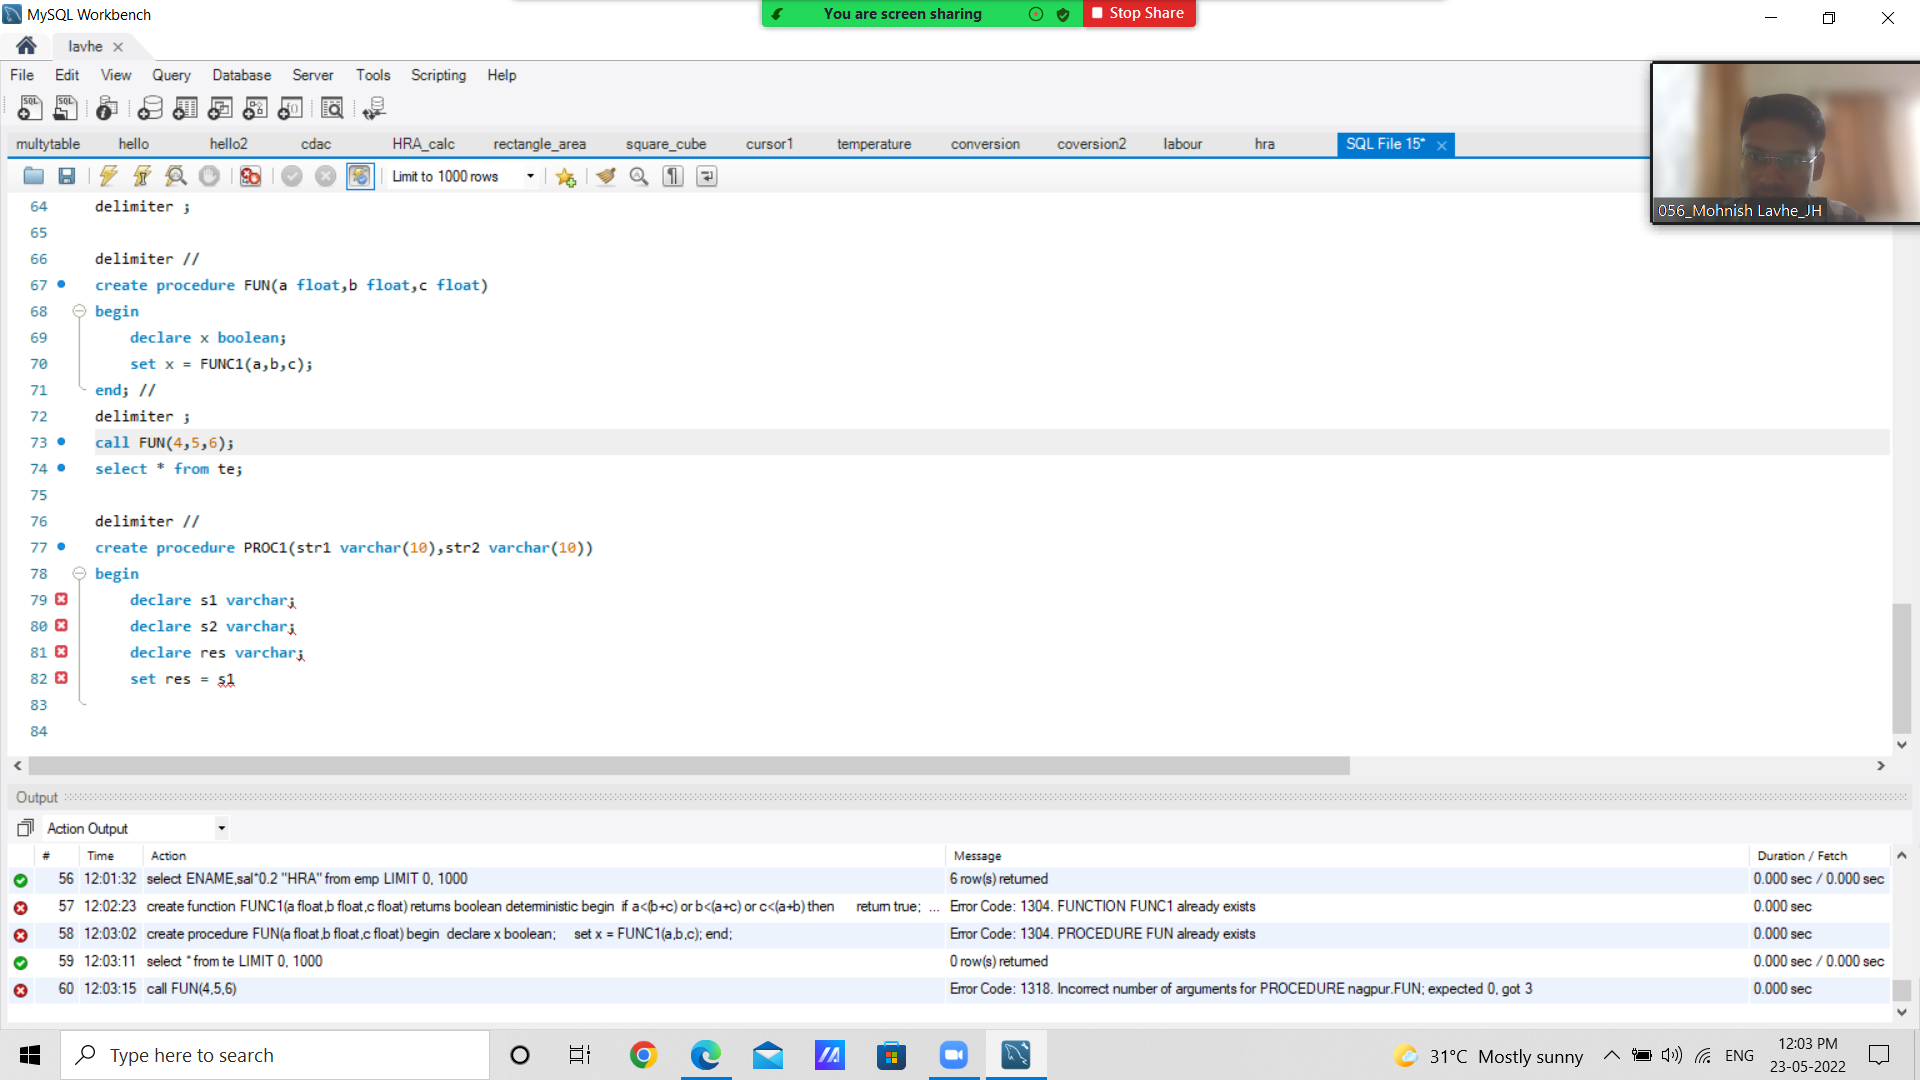 MySQL Workbench
You are screen sharing
Stop Share
lavhe
File Edit View Query Database Server Tools Scripting Help
multytable hello hello2 cdac HRA_calc rectangle_area square_cube cursor1 temperature conversion coversion2 labour hra SQL File 15*
Limit to 1000 rows
056_Mohnish Lavhe_JH
64 delimiter ;
65
66 delimiter //
67 create procedure FUN(a float,b float,c float)
68 begin
69 declare x boolean;
70 set x = FUNC1(a,b,c);
71 end; //
72 delimiter ;
73 call FUN(4,5,6);
74 select * from te;
75
76 delimiter //
77 create procedure PROC1(str1 varchar(10),str2 varchar(10))
78 begin
79 declare s1 varchar;
80 declare s2 varchar;
81 declare res varchar;
82 set res = s1
83
84
Output
Action Output
# Time Action Message Duration / Fetch
56 12:01:32 select ENAME,sal*0.2 "HRA" from emp LIMIT 0, 1000 6 row(s) returned 0.000 sec / 0.000 sec
57 12:02:23 create function FUNC1(a float,b float,c float) returns boolean deterministic begin if a<(b+c) or b<(a+c) or c<(a+b) then return true; ... Error Code: 1304. FUNCTION FUNC1 already exists 0.000 sec
58 12:03:02 create procedure FUN(a float,b float,c float) begin declare x boolean; set x = FUNC1(a,b,c); end; Error Code: 1304. PROCEDURE FUN already exists 0.000 sec
59 12:03:11 select * from te LIMIT 0, 1000 0 row(s) returned 0.000 sec / 0.000 sec
60 12:03:15 call FUN(4,5,6) Error Code: 1318. Incorrect number of arguments for PROCEDURE nagpur.FUN; expected 0, got 3 0.000 sec
Type here to search
31°C Mostly sunny
ENG
12:03 PM
23-05-2022